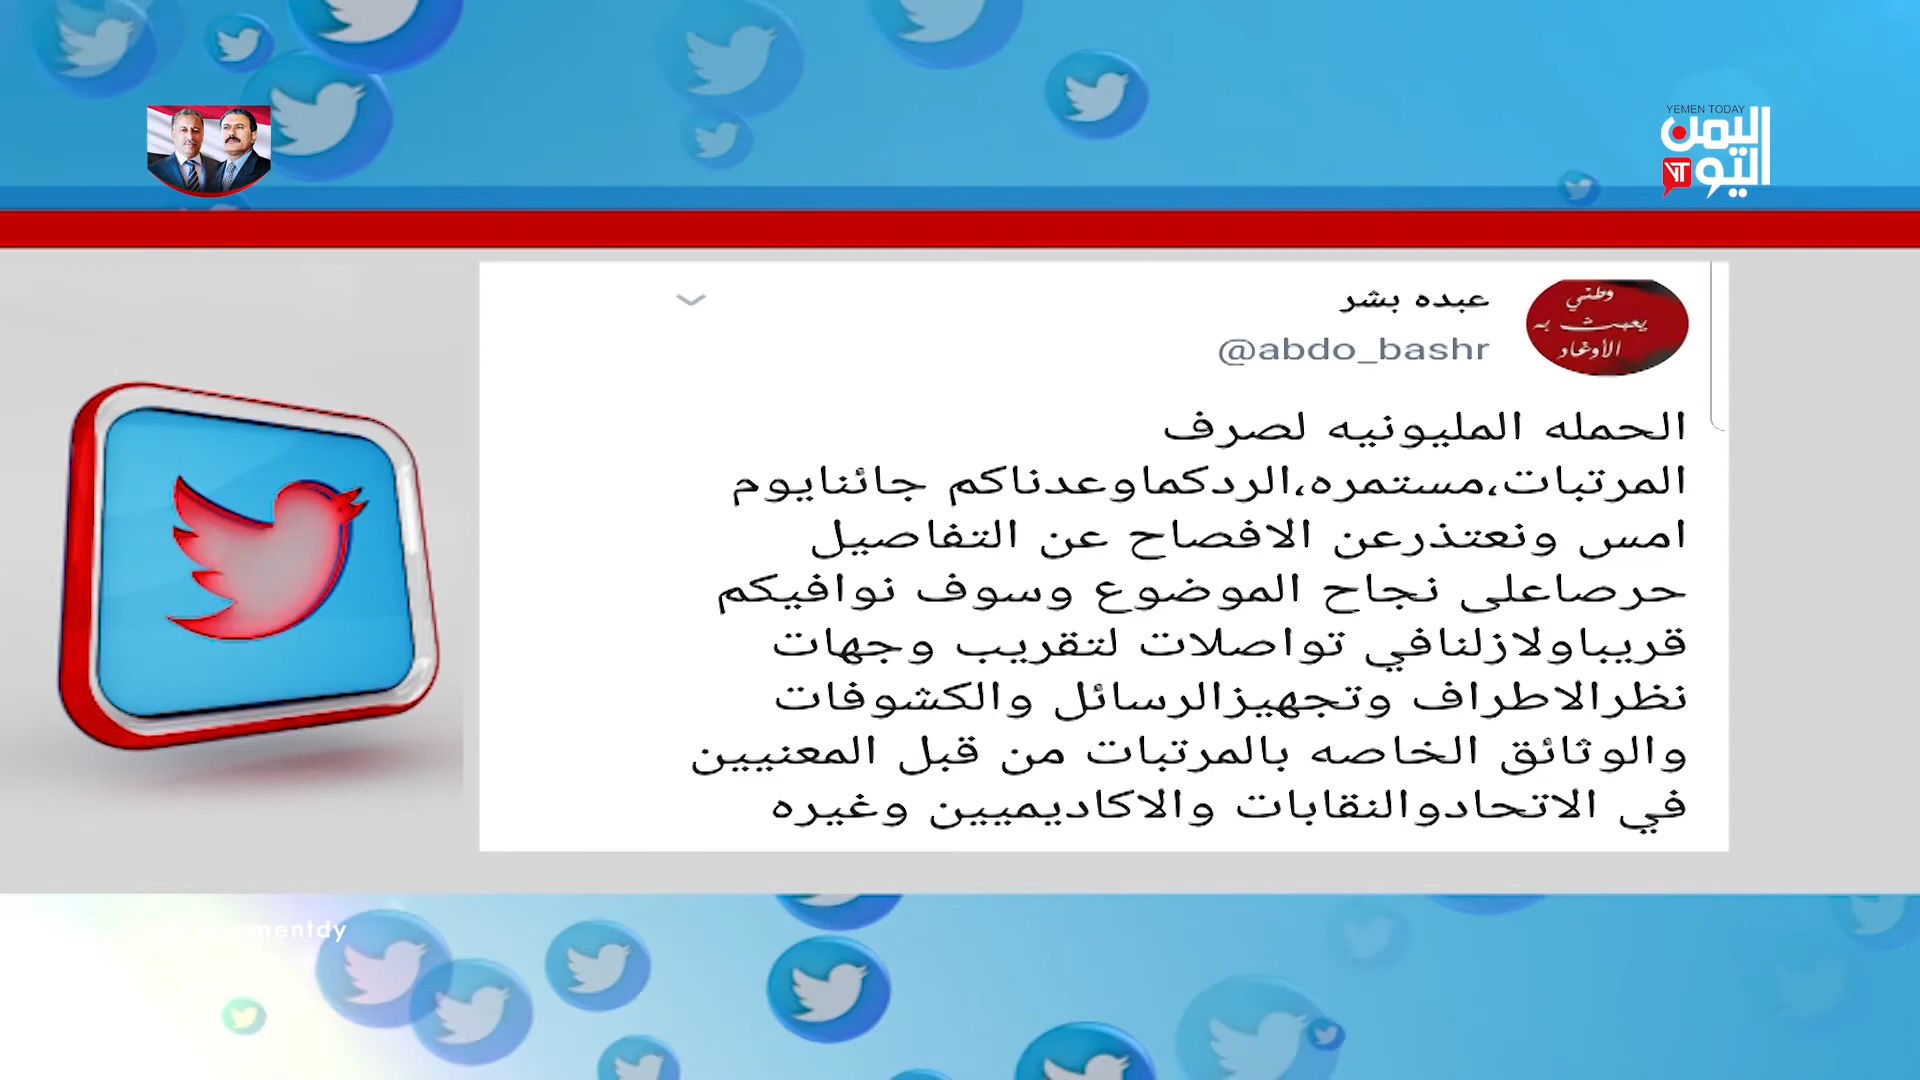 YEMEN TODAY
اليمن
اليوم
YT
عبده بشر
@abdo_bashr
وطني
يعبث به
الأوغاد
الحمله المليونيه لصرف
المرتبات،مستمره،الردكماوعدناكم جائنايوم
امس ونعتذرعن الافصاح عن التفاصيل
حرصاعلى نجاح الموضوع وسوف نوافيكم
قريباولازلنافي تواصلات لتقريب وجهات
نظرالاطراف وتجهيزالرسائل والكشوفات
والوثائق الخاصه بالمرتبات من قبل المعنيين
في الاتحادوالنقابات والاكاديميين وغيره